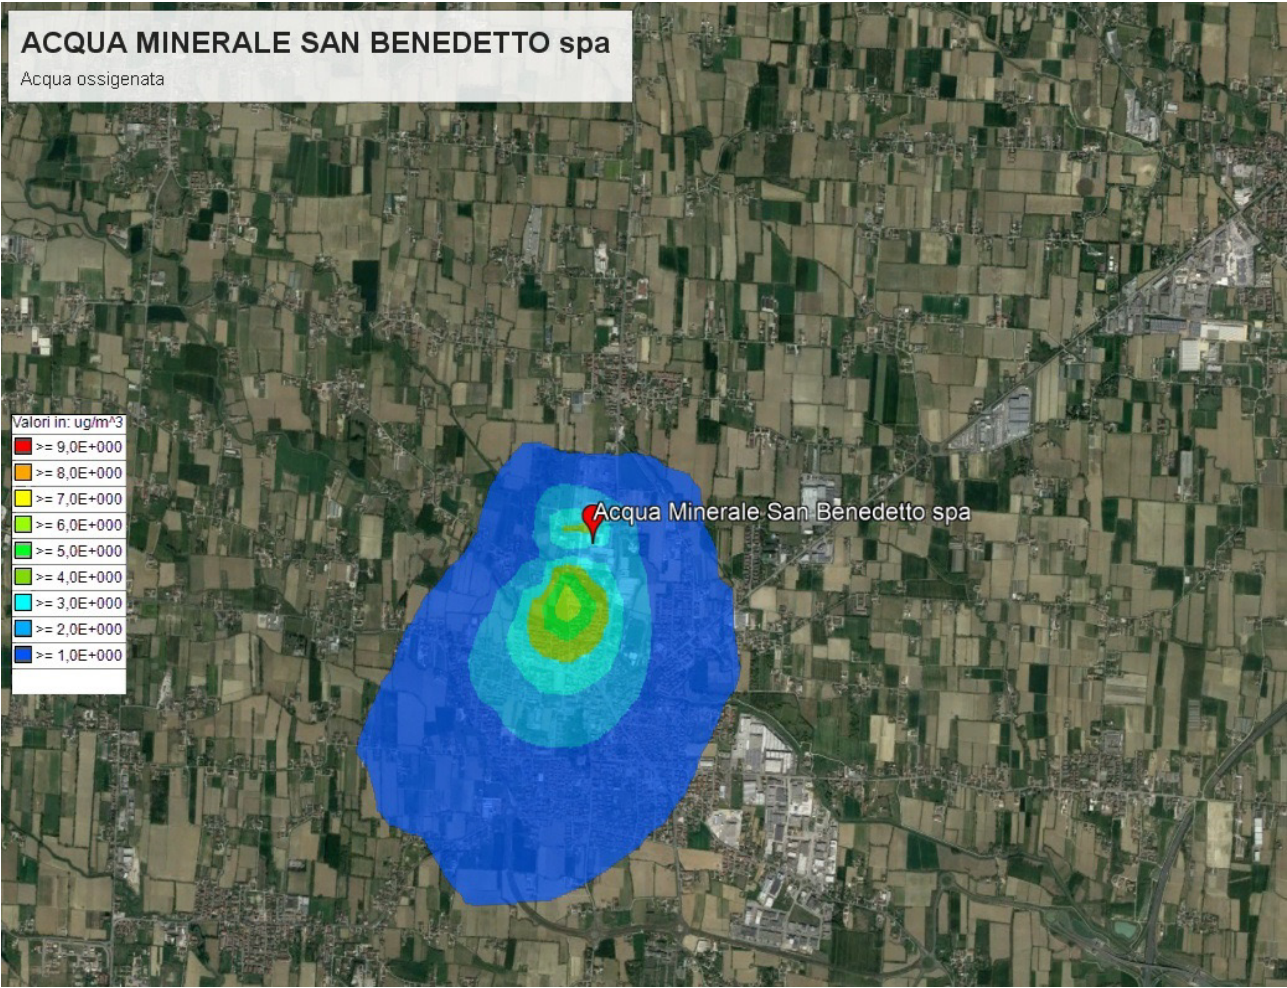 ACQUA MINERALE SAN BENEDETTO spa
Acqua ossigenata
Valori in: ug/m^3
>= 9,0E+000
>= 8,0E+000
>= 7,0E+000
>= 6,0E+000
>= 5,0E+000
>= 4,0E+000
>= 3,0E+000
>= 2,0E+000
>= 1,0E+000
Acqua Minerale San Benedetto spa